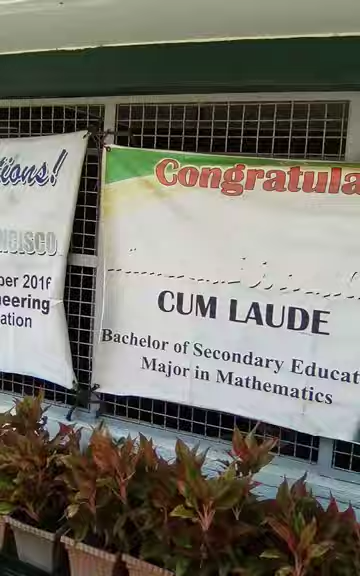 tions!
NCISCO
ber 2016
neering
ation
Congratula
CUM LAUDE
Bachelor of Secondary Educat
Major in Mathematics